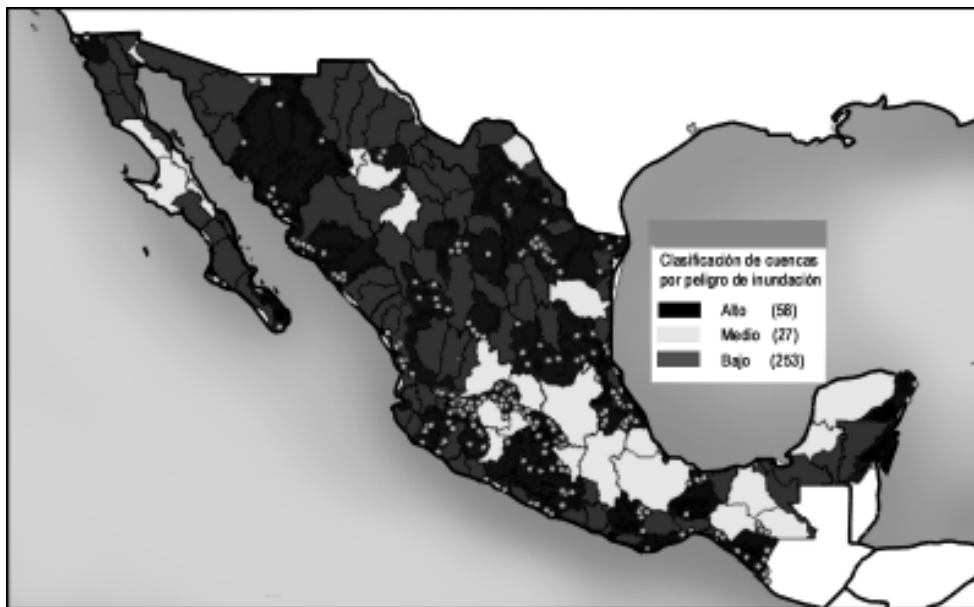 Clasificación de cuencas
por peligro de inundación
Alto (58)
Medio (27)
Bajo (253)